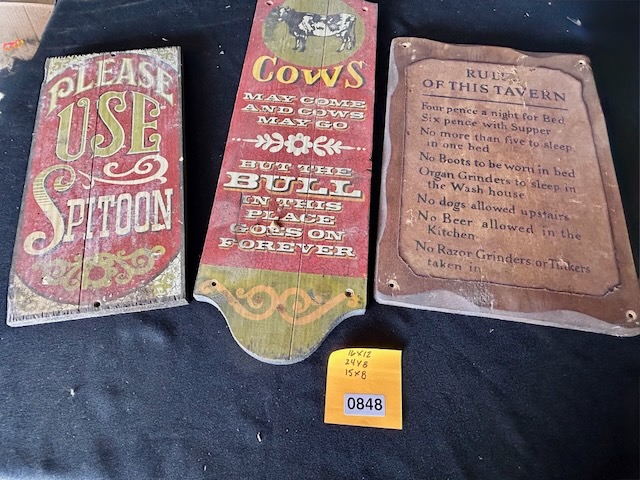 PLEASE
USE
SPITOON
COWS
MAY COME
AND COWS
MAY GO
BUT THE
BULL
IN THIS
PLACE
GOES ON
FOREVER
RULES
OF THIS TAVERN
Four pence a night for Bed
Six pence with Supper
No more than five to sleep
in one bed
No Boots to be worn in bed
Organ Grinders to sleep in
the Wash house
No dogs allowed upstairs
No Beer allowed in the
Kitchen
No Razor Grinders or Tinkers
taken in
16x12
24x8
15x8
0848